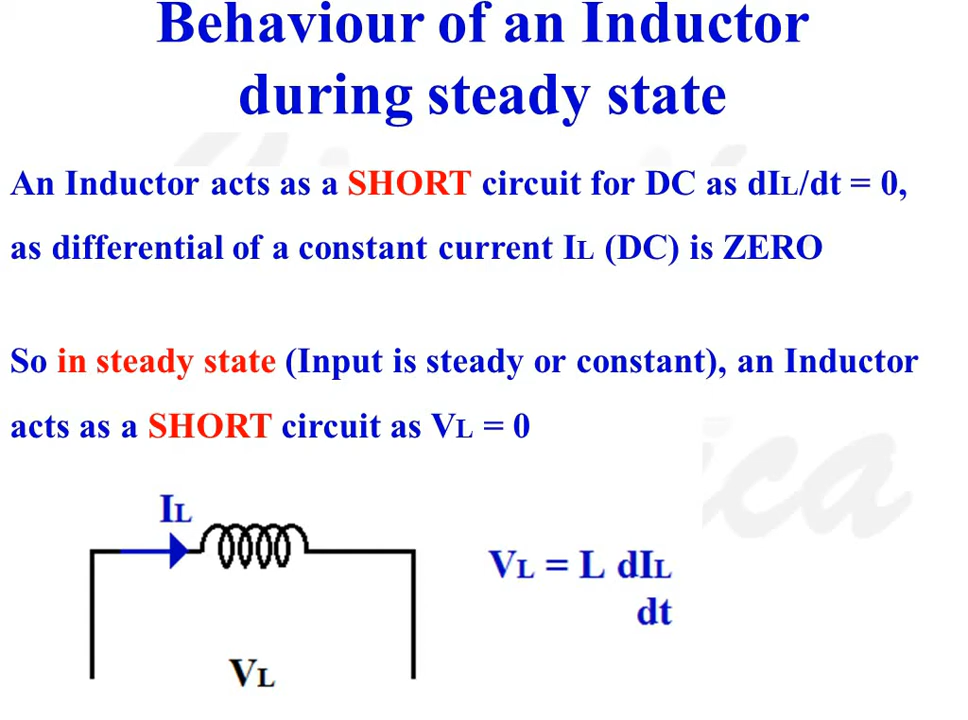 Behaviour of an Inductor
during steady state
An Inductor acts as a SHORT circuit for DC as dIL/dt = 0,
as differential of a constant current IL (DC) is ZERO
So in steady state (Input is steady or constant), an Inductor
acts as a SHORT circuit as VL = 0
IL
VL = L dIL
dt
VL